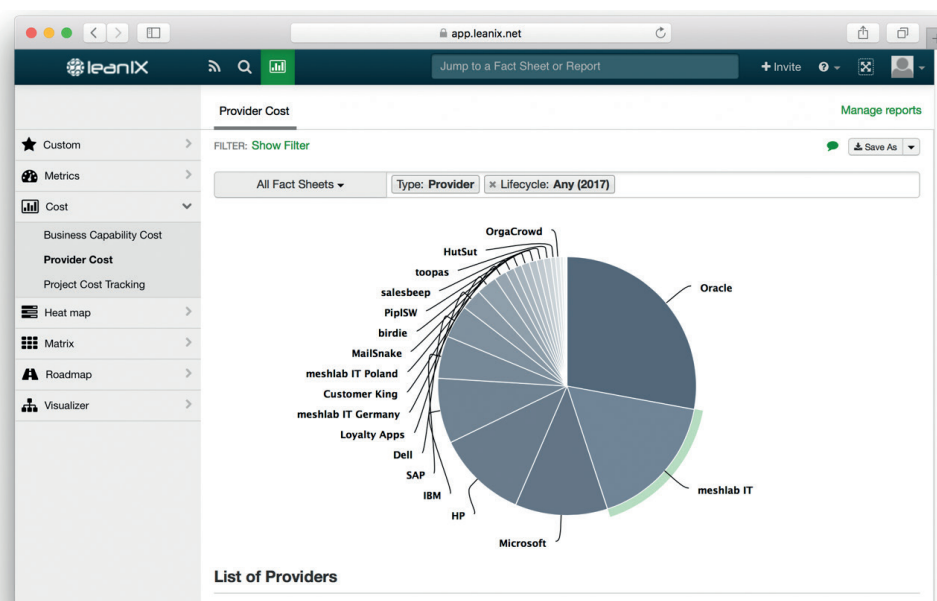 app.leanix.net
leanIX
Jump to a Fact Sheet or Report
+ Invite
?
Provider Cost
Manage reports
Custom
Metrics
Cost
Business Capability Cost
Provider Cost
Project Cost Tracking
Heat map
Matrix
Roadmap
Visualizer
FILTER: Show Filter
Save As
All Fact Sheets
Type: Provider
× Lifecycle: Any (2017)
OrgaCrowd
HutSut
toopas
salesbeep
PiplSW
birdie
MailSnake
meshlab IT Poland
Customer King
meshlab IT Germany
Loyalty Apps
Dell
SAP
IBM
HP
Microsoft
meshlab IT
Oracle
List of Providers